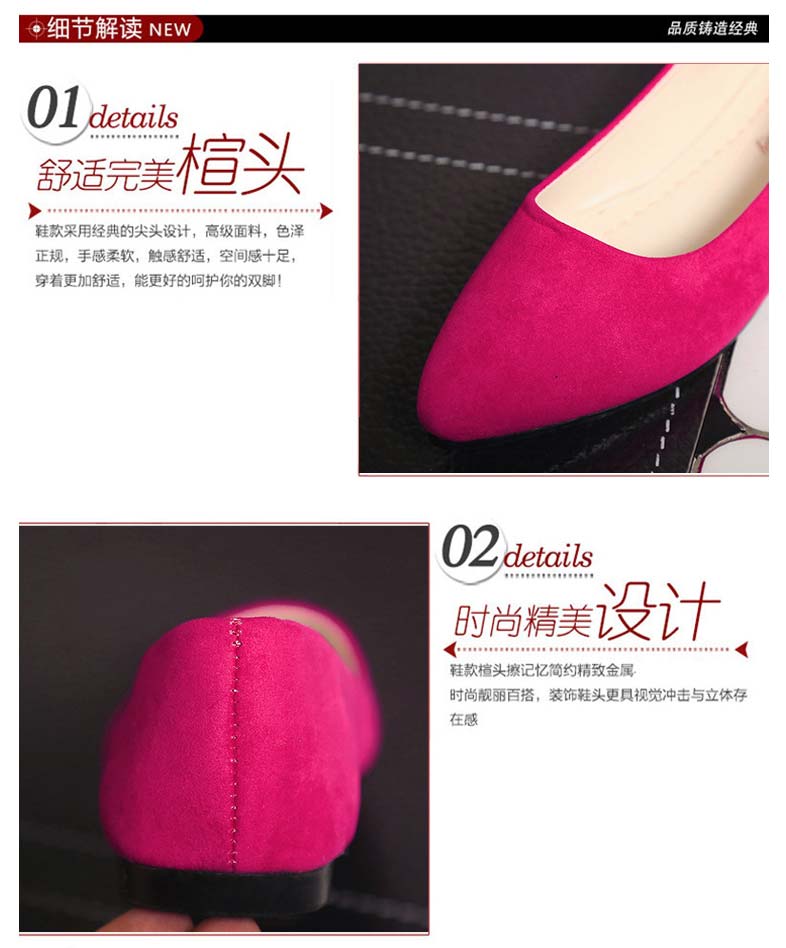 细节解读 NEW
品质铸造经典
01 details
舒适完美楦头
鞋款采用经典的尖头设计，高级面料，色泽
正规，手感柔软，触感舒适，空间感十足，
穿着更加舒适，能更好的呵护你的双脚！
02 details
时尚精美设计
鞋款楦头擦记忆简约精致金属.
时尚靓丽百搭，装饰鞋头更具视觉冲击与立体存
在感